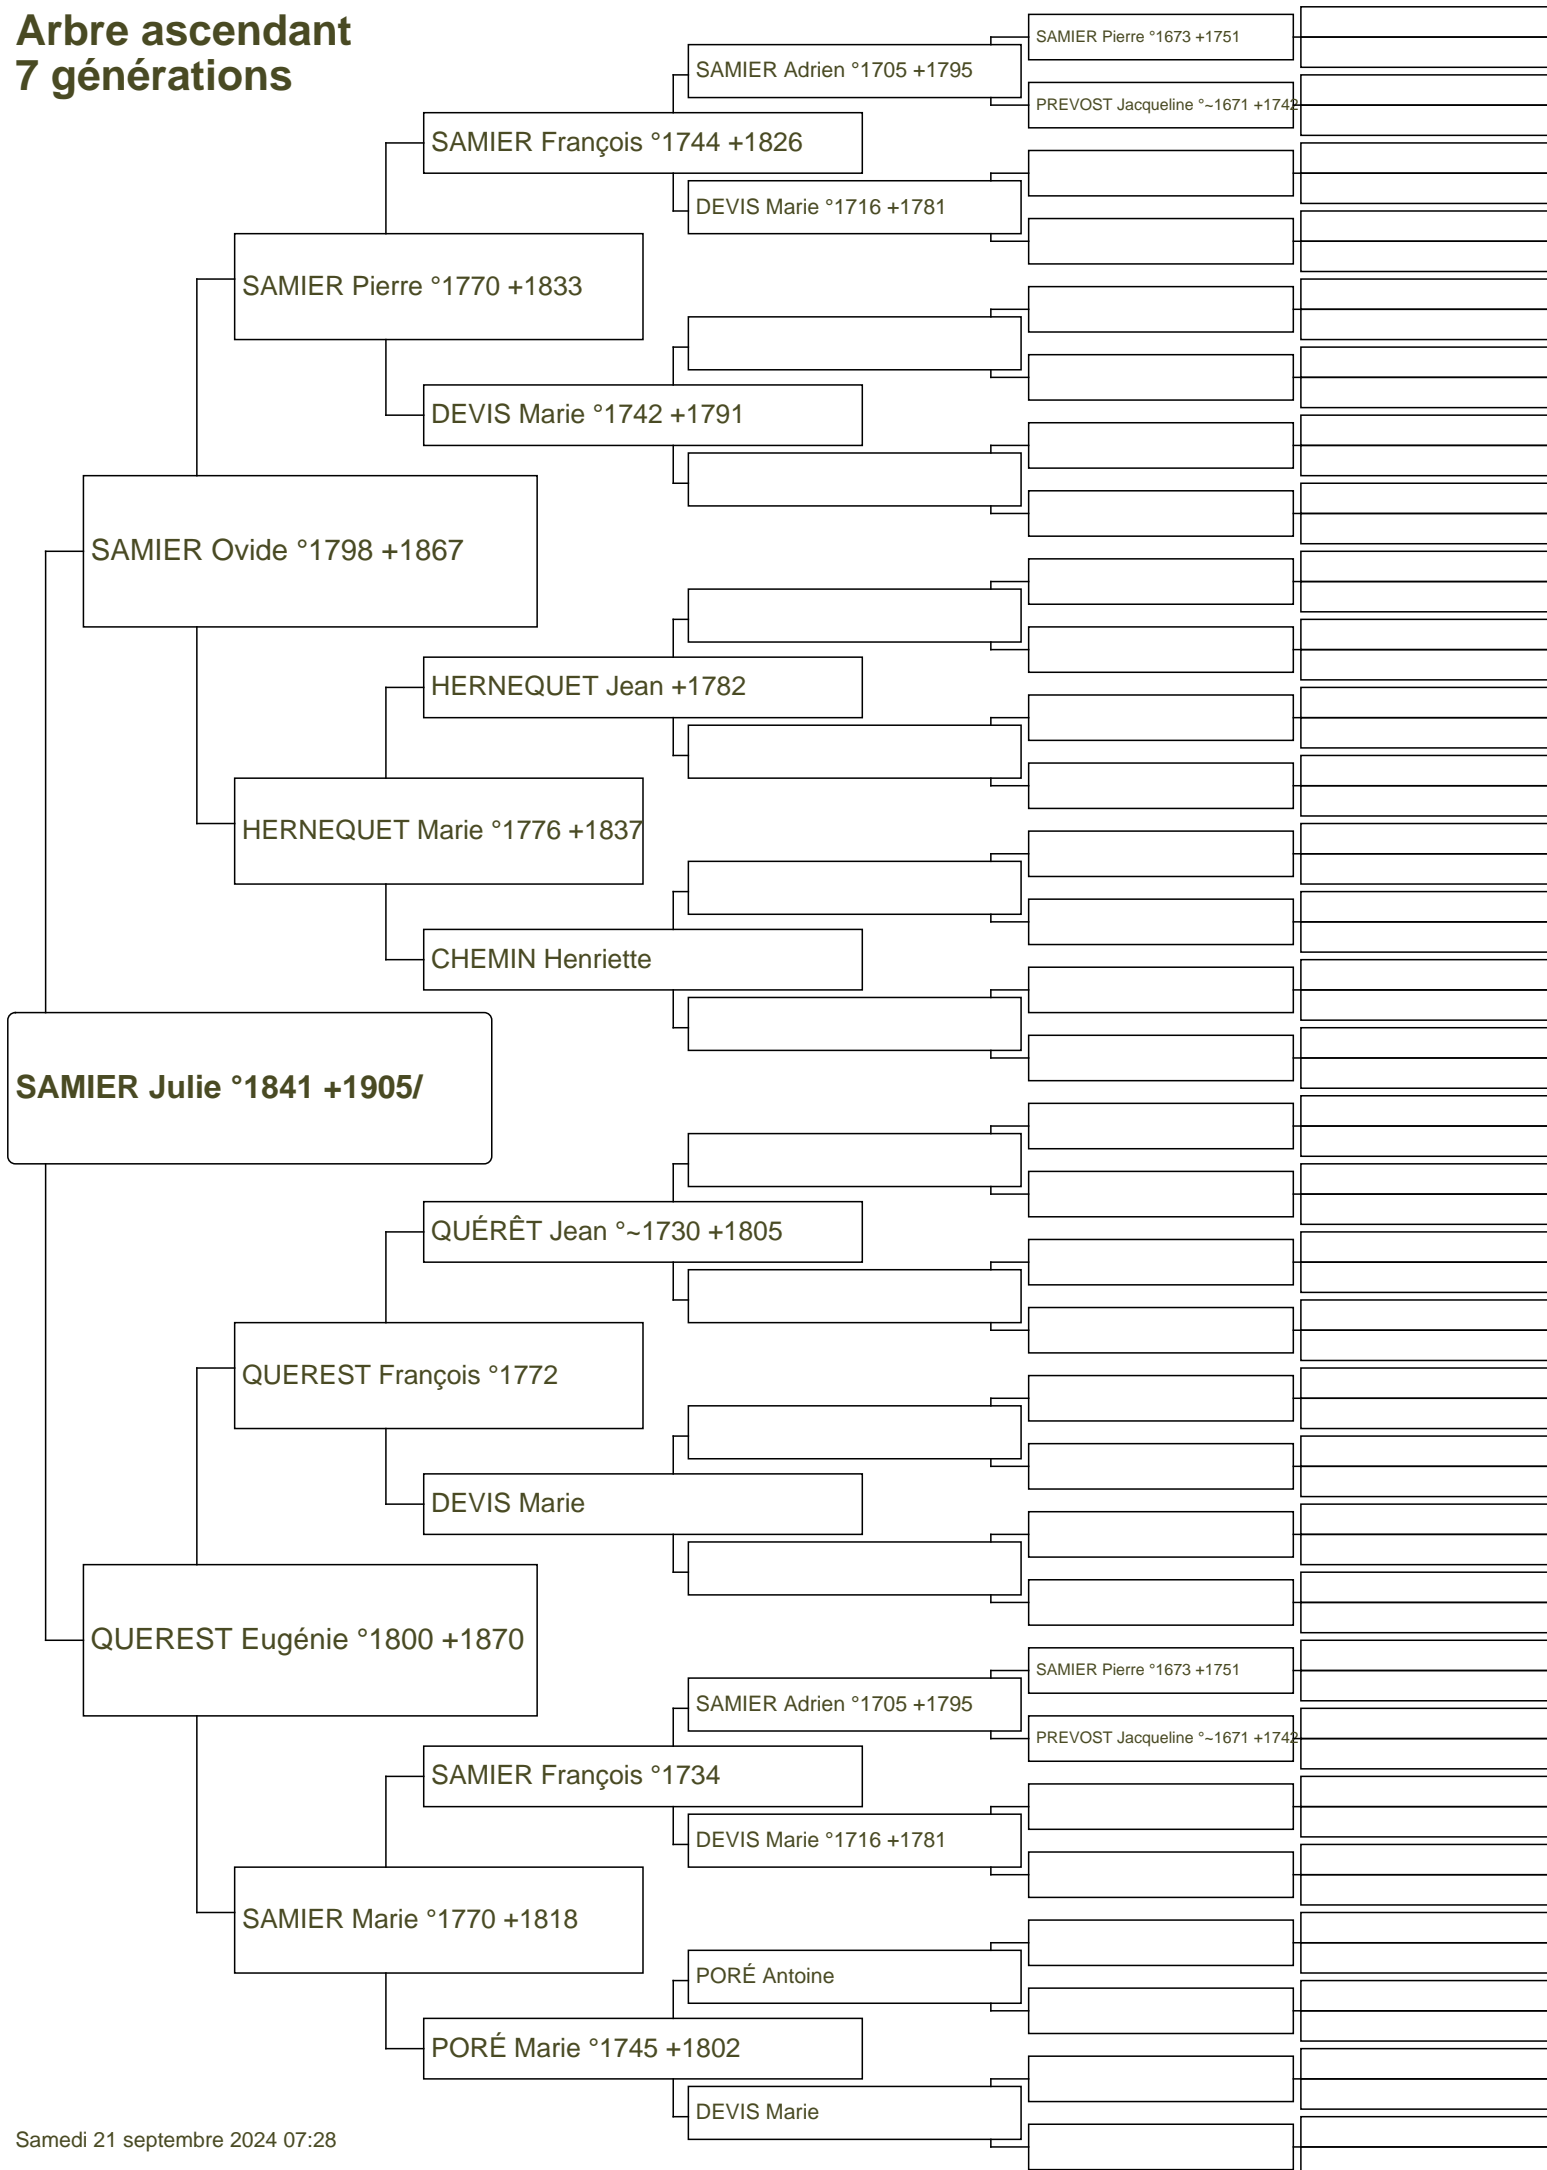 Arbre ascendant
7 générations
SAMIER Pierre °1673 +1751
SAMIER Adrien °1705 +1795
PREVOST Jacqueline °~1671 +1742
SAMIER François °1744 +1826
DEVIS Marie °1716 +1781
SAMIER Pierre °1770 +1833
DEVIS Marie °1742 +1791
SAMIER Ovide °1798 +1867
HERNEQUET Jean +1782
HERNEQUET Marie °1776 +1837
CHEMIN Henriette
SAMIER Julie °1841 +1905/
QUÉRÊT Jean °~1730 +1805
QUEREST François °1772
DEVIS Marie
QUEREST Eugénie °1800 +1870
SAMIER Pierre °1673 +1751
SAMIER Adrien °1705 +1795
PREVOST Jacqueline °~1671 +1742
SAMIER François °1734
DEVIS Marie °1716 +1781
SAMIER Marie °1770 +1818
PORÉ Antoine
PORÉ Marie °1745 +1802
DEVIS Marie
Samedi 21 septembre 2024 07:28